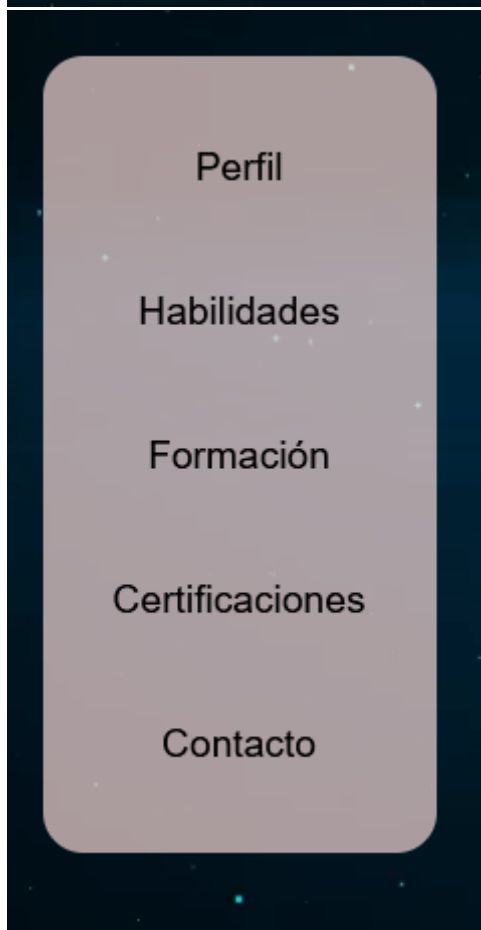 Perfil
Habilidades
Formación
Certificaciones
Contacto